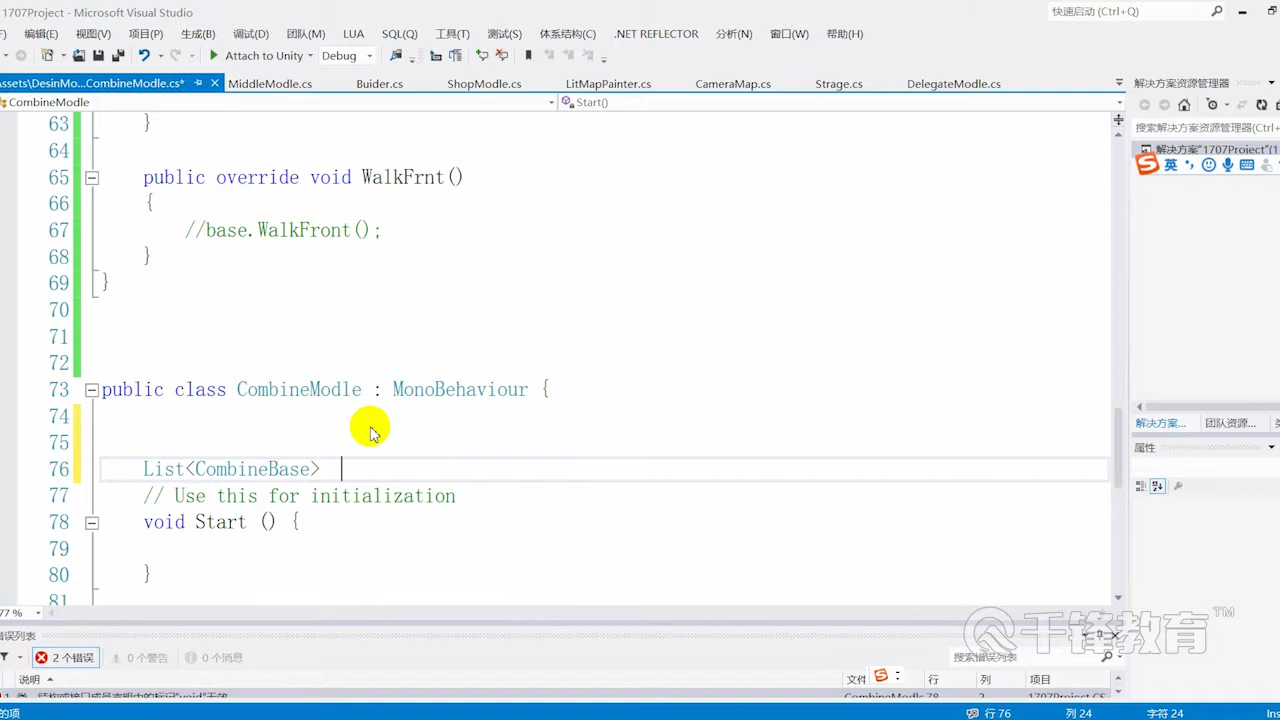 1707Project - Microsoft Visual Studio
快速启动 (Ctrl+Q)
编辑(E) 视图(V) 项目(P) 生成(B) 调试(D) 团队(M) LUA SQL(Q) 工具(T) 测试(S) 体系结构(C) .NET REFLECTOR 分析(N) 窗口(W) 帮助(H)
Attach to Unity Debug
Assets\DesinMo...CombineModle.cs* MiddleModle.cs Buider.cs ShopModle.cs LitMapPainter.cs CameraMap.cs Strage.cs DelegateModle.cs
CombineModle Start()
63 }
64
65 public override void WalkFrnt()
66 {
67 //base.WalkFront();
68 }
69 }
70
71
72
73 public class CombineModle : MonoBehaviour {
74
75
76 List<CombineBase>
77 // Use this for initialization
78 void Start () {
79
80 }
81
77 %
解决方案资源管理器
搜索解决方案资源管理器(Ctrl+
解决方案"1707Project"(1
英
解决方案... 团队资源...
属性
错误列表
2 个错误 0 个警告 0 个消息
搜索错误列表
说明 文件 行 列 项目
行 76 列 24 字符 24 Ins
千锋教育 TM